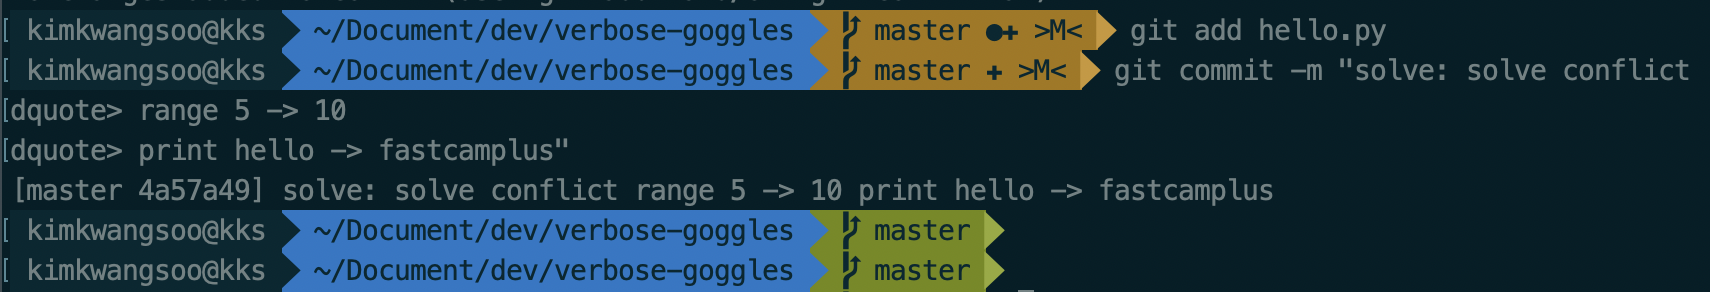 kimkwangsoo@kks ~/Document/dev/verbose-goggles master ●✚ >M< git add hello.py
kimkwangsoo@kks ~/Document/dev/verbose-goggles master ✚ >M< git commit -m "solve: solve conflict
[dquote> range 5 -> 10
[dquote> print hello -> fastcamplus"
[master 4a57a49] solve: solve conflict range 5 -> 10 print hello -> fastcamplus
[ kimkwangsoo@kks ~/Document/dev/verbose-goggles master
[ kimkwangsoo@kks ~/Document/dev/verbose-goggles master